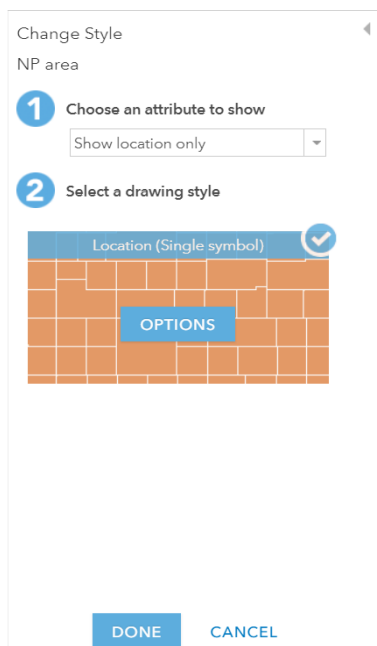 Change Style
NP area
1 Choose an attribute to show
Show location only
2 Select a drawing style
Location (Single symbol)
OPTIONS
DONE CANCEL